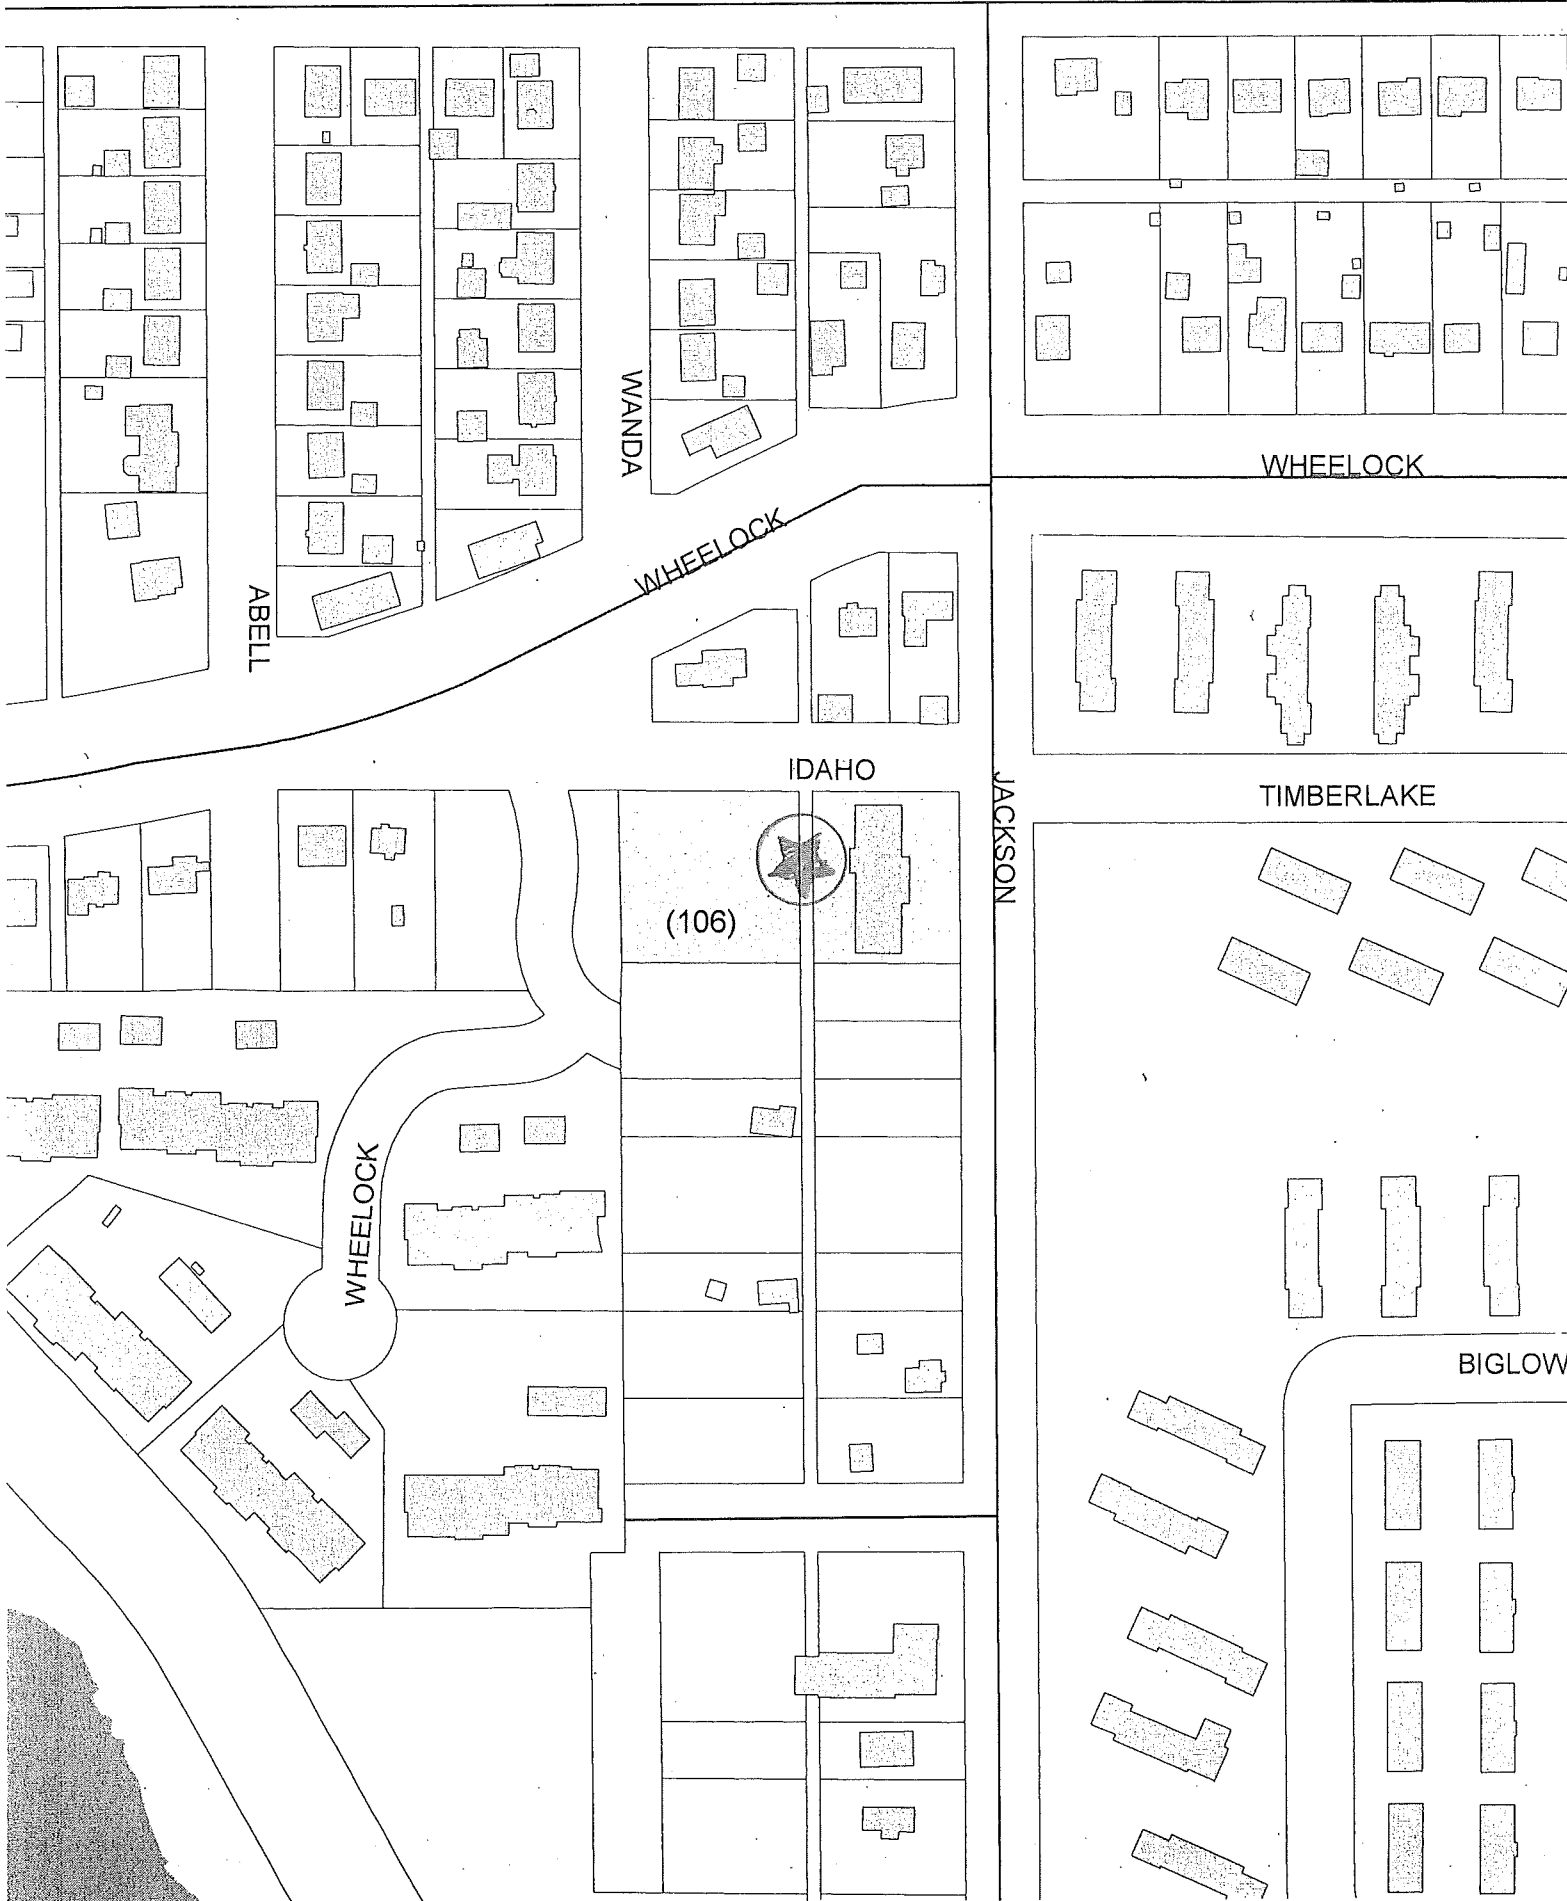 WANDA
WHEELOCK
WHEELOCK
ABELL
IDAHO
JACKSON
TIMBERLAKE
(106)
WHEELOCK
BIGLOW